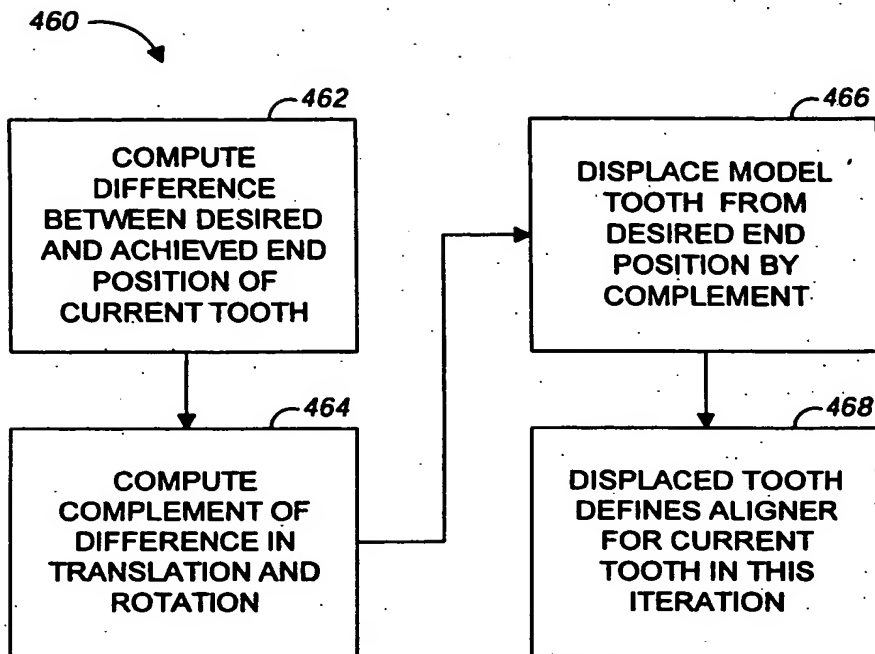 460
462
COMPUTE
DIFFERENCE
BETWEEN DESIRED
AND ACHIEVED END
POSITION OF
CURRENT TOOTH
464
COMPUTE
COMPLEMENT OF
DIFFERENCE IN
TRANSLATION AND
ROTATION
466
DISPLACE MODEL
TOOTH FROM
DESIRED END
POSITION BY
COMPLEMENT
468
DISPLACED TOOTH
DEFINES ALIGNER
FOR CURRENT
TOOTH IN THIS
ITERATION